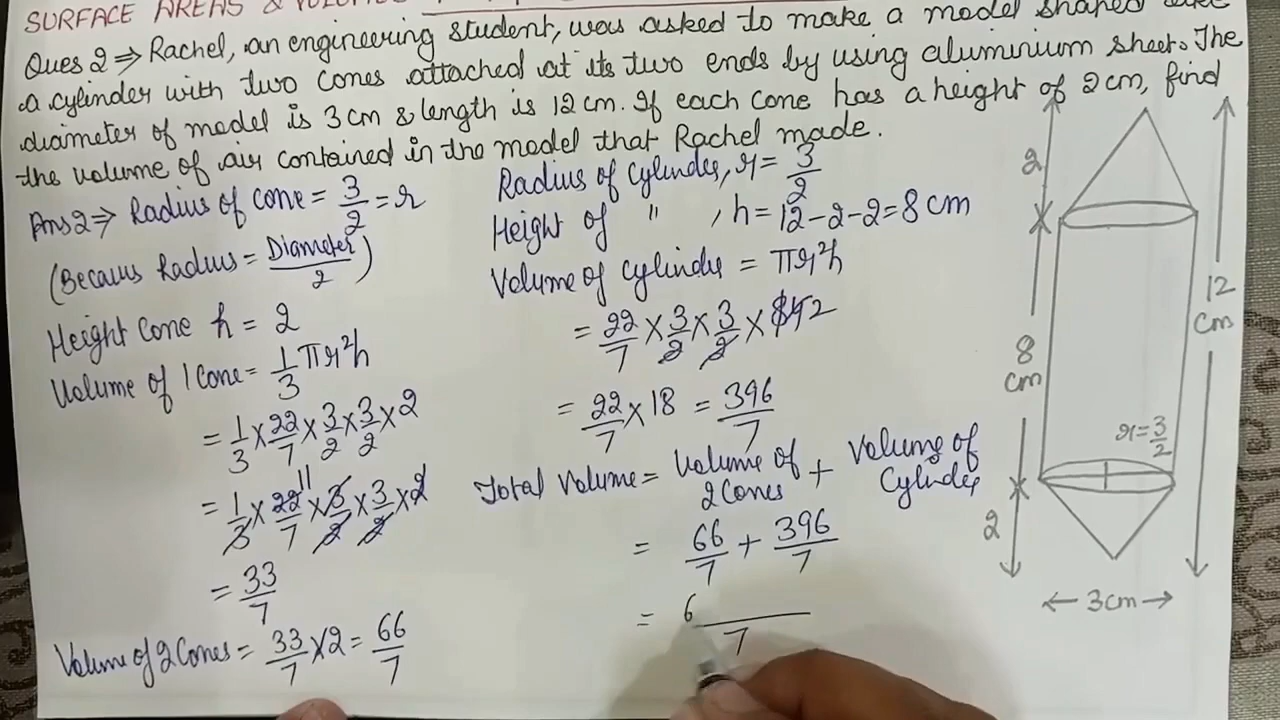 SURFACE AREAS &
Ques 2 ⇒ Rachel, an engineering student, was asked to make a model shaped like
a cylinder with two cones attached at its two ends by using aluminium sheet. The
diameter of model is 3 cm & length is 12 cm. If each cone has a height of 2 cm, find
the volume of air contained in the model that Rachel made.
Ans 2 ⇒ Radius of cone = 3/2 = r
(Becaus Radius = Diameter/2)
Height Cone h = 2
Volume of 1 Cone = 1/3 πr²h
= 1/3 × 22/7 × 3/2 × 3/2 × 2
= 1/3 × 22/7 × 3/2 × 3/2 × 2
11
= 33/7
Volume of 2 Cones = 33/7 × 2 = 66/7
Radius of Cylinder, r = 3/2
Height of " , h = 12-2-2 = 8 cm
Volume of Cylinder = πr²h
= 22/7 × 3/2 × 3/2 × 8 4 2
= 22/7 × 18 = 396/7
Total Volume = Volume of 2 Cones + Volume of Cylinder
= 66/7 + 396/7
= 6 /7
2
8 cm
2
12 cm
r = 3/2
3 cm